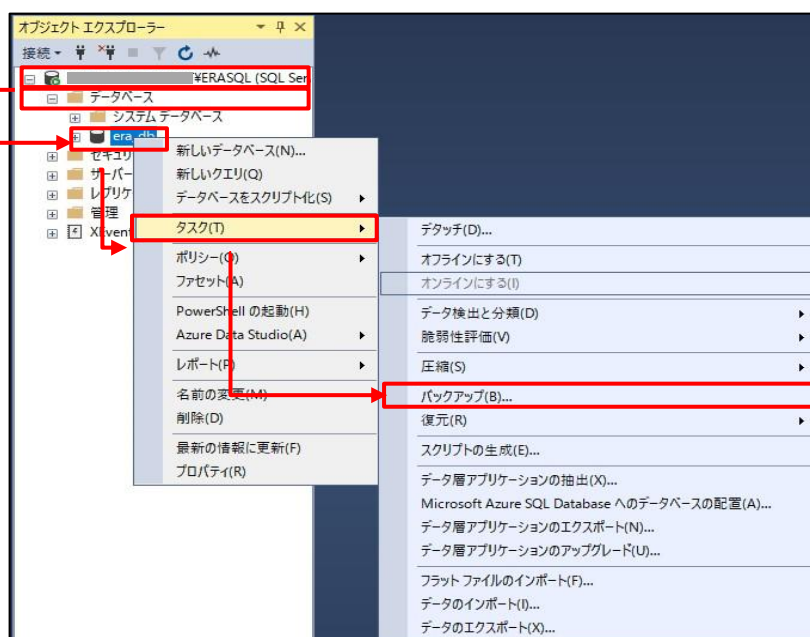 オブジェクト エクスプローラー
接続
¥ERASQL (SQL Ser
データベース
システム データベース
era_db
セキュリ
サーバー
レプリケ
管理
XEvent
新しいデータベース(N)...
新しいクエリ(Q)
データベースをスクリプト化(S)
タスク(T)
ポリシー(O)
ファセット(A)
PowerShell の起動(H)
Azure Data Studio(A)
レポート(P)
名前の変更(M)
削除(D)
最新の情報に更新(F)
プロパティ(R)
デタッチ(D)...
オフラインにする(T)
オンラインにする(I)
データ検出と分類(D)
脆弱性評価(V)
圧縮(S)
バックアップ(B)...
復元(R)
スクリプトの生成(E)...
データ層アプリケーションの抽出(X)...
Microsoft Azure SQL Database へのデータベースの配置(A)...
データ層アプリケーションのエクスポート(N)...
データ層アプリケーションのアップグレード(U)...
フラット ファイルのインポート(F)...
データのインポート(I)...
データのエクスポート(X)...